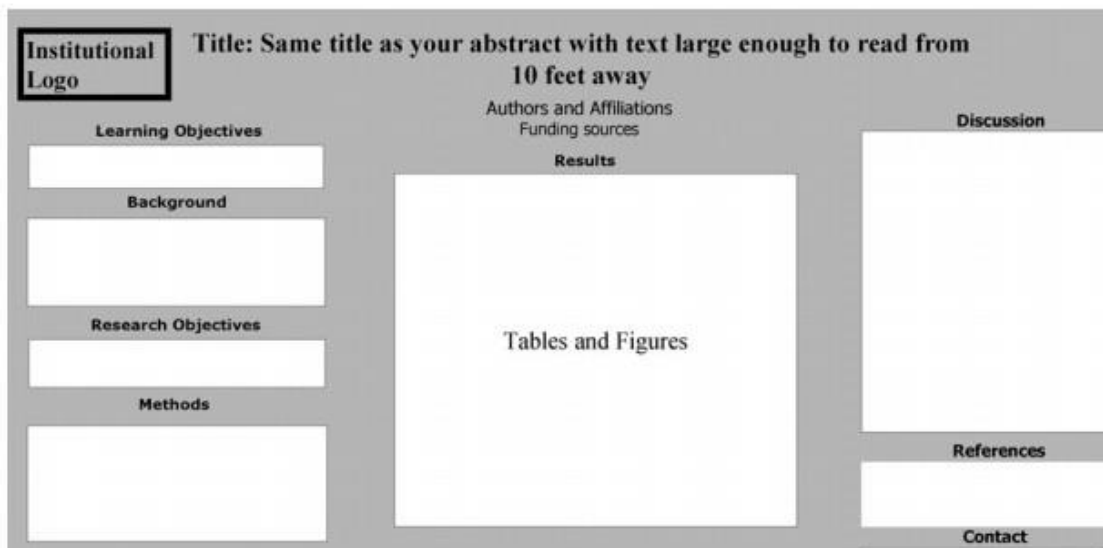 Institutional
Logo
Title: Same title as your abstract with text large enough to read from
10 feet away
Authors and Affiliations
Funding sources
Learning Objectives
Background
Research Objectives
Methods
Results
Tables and Figures
Discussion
References
Contact